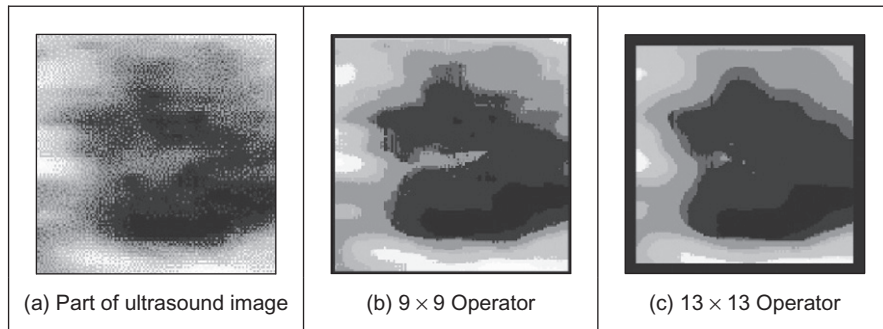 (a) Part of ultrasound image
(b) 9 × 9 Operator
(c) 13 × 13 Operator